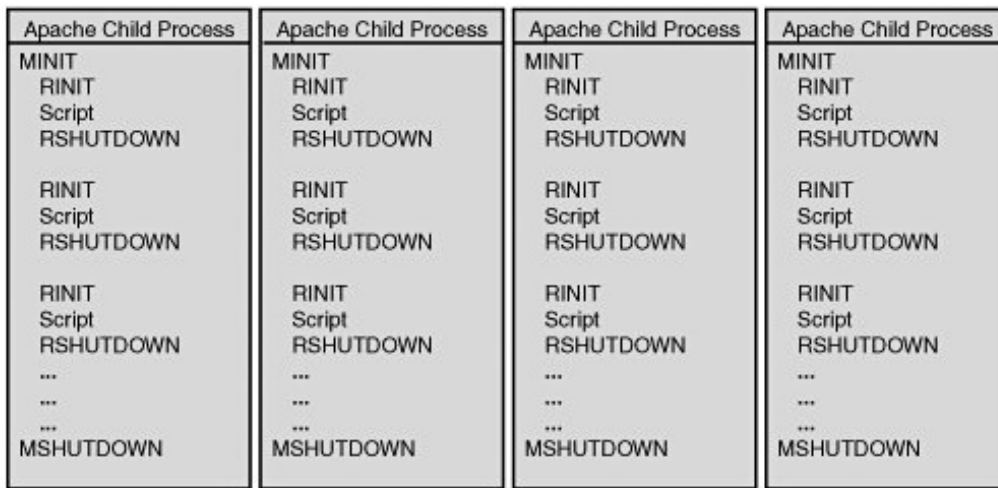 Apache Child Process
MINIT
RINIT
Script
RSHUTDOWN
RINIT
Script
RSHUTDOWN
RINIT
Script
RSHUTDOWN
...
...
...
MSHUTDOWN
Apache Child Process
MINIT
RINIT
Script
RSHUTDOWN
RINIT
Script
RSHUTDOWN
RINIT
Script
RSHUTDOWN
...
...
...
MSHUTDOWN
Apache Child Process
MINIT
RINIT
Script
RSHUTDOWN
RINIT
Script
RSHUTDOWN
RINIT
Script
RSHUTDOWN
...
...
...
MSHUTDOWN
Apache Child Process
MINIT
RINIT
Script
RSHUTDOWN
RINIT
Script
RSHUTDOWN
RINIT
Script
RSHUTDOWN
...
...
...
MSHUTDOWN